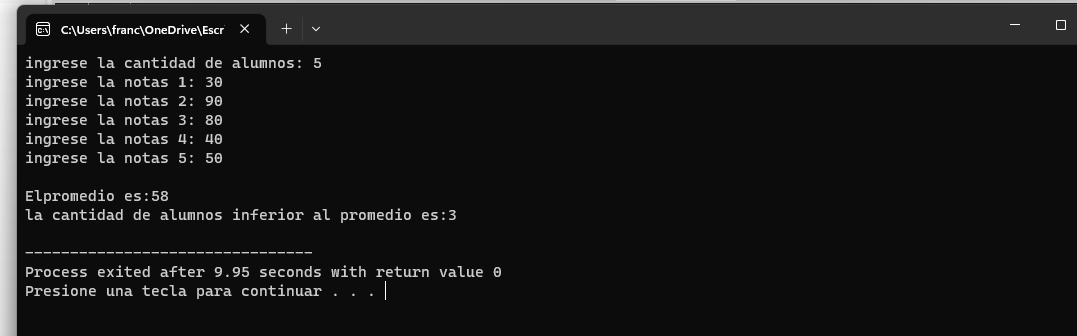 C:\Users\franc\OneDrive\Escr
ingrese la cantidad de alumnos: 5
ingrese la notas 1: 30
ingrese la notas 2: 90
ingrese la notas 3: 80
ingrese la notas 4: 40
ingrese la notas 5: 50
Elpromedio es:58
la cantidad de alumnos inferior al promedio es:3
--------------------------------
Process exited after 9.95 seconds with return value 0
Presione una tecla para continuar . . .